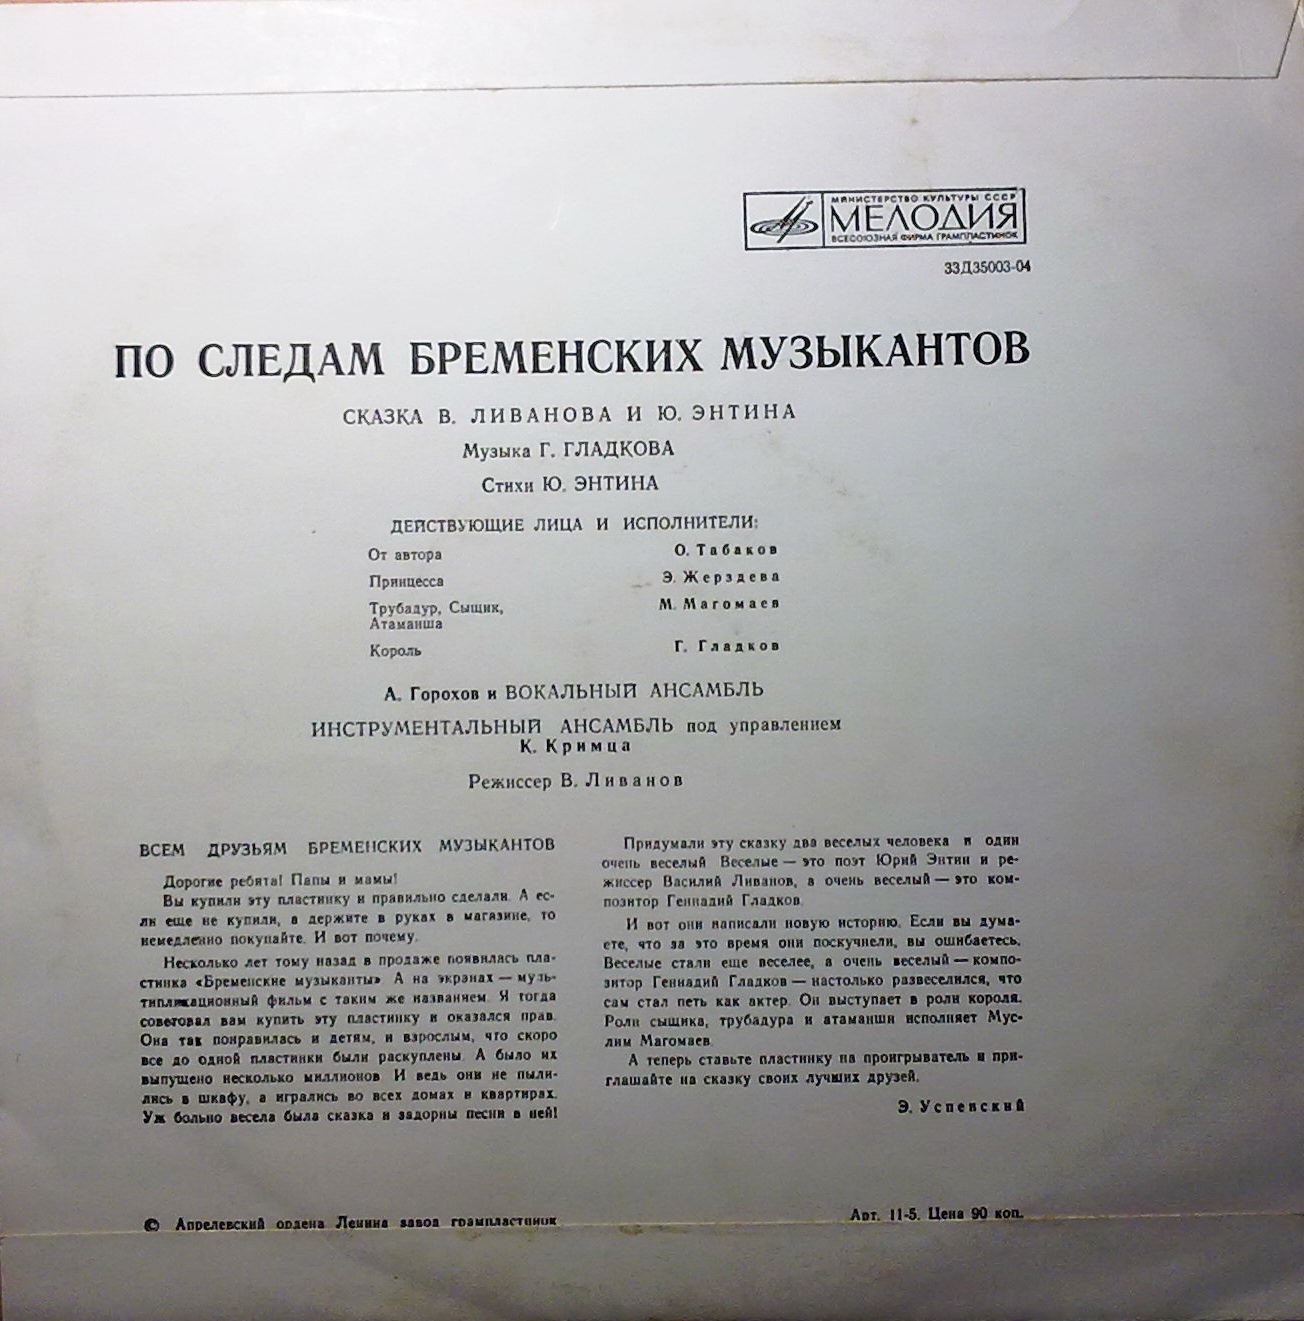 МИНИСТЕРСТВО КУЛЬТУРЫ СССР
МЕЛОДИЯ
ВСЕСОЮЗНАЯ ФИРМА ГРАМПЛАСТИНОК
33Д35003-04
ПО СЛЕДАМ БРЕМЕНСКИХ МУЗЫКАНТОВ
СКАЗКА В. ЛИВАНОВА И Ю. ЭНТИНА
Музыка Г. ГЛАДКОВА
Стихи Ю. ЭНТИНА
ДЕЙСТВУЮЩИЕ ЛИЦА И ИСПОЛНИТЕЛИ:
От автора О. Табаков
Принцесса Э. Жерздева
Трубадур, Сыщик, М. Магомаев
Атаманша
Король Г. Гладков
А. Горохов и ВОКАЛЬНЫЙ АНСАМБЛЬ
ИНСТРУМЕНТАЛЬНЫЙ АНСАМБЛЬ под управлением
К. Кримца
Режиссер В. Ливанов
ВСЕМ ДРУЗЬЯМ БРЕМЕНСКИХ МУЗЫКАНТОВ
Дорогие ребята! Папы и мамы!
Вы купили эту пластинку и правильно сделали. А ес-
ли еще не купили, а держите в руках в магазине, то
немедленно покупайте. И вот почему.
Несколько лет тому назад в продаже появилась пла-
стинка «Бременские музыканты» А на экранах — муль-
типликационный фильм с таким же названием. Я тогда
советовал вам купить эту пластинку и оказался прав.
Она так понравилась и детям, и взрослым, что скоро
все до одной пластинки были раскуплены. А было их
выпущено несколько миллионов. И ведь они не пыли-
лись в шкафу, а игрались во всех домах и квартирах.
Уж больно весела была сказка и задорны песни в ней!
Придумали эту сказку два веселых человека и один
очень веселый. Веселые — это поэт Юрий Энтин и ре-
жиссер Василий Ливанов, а очень веселый — это ком-
позитор Геннадий Гладков.
И вот они написали новую историю. Если вы дума-
ете, что за это время они поскучнели, вы ошибаетесь.
Веселые стали еще веселее, а очень веселый — компо-
зитор Геннадий Гладков — настолько развеселился, что
сам стал петь как актер. Он выступает в роли короля.
Роли сыщика, трубадура и атаманши исполняет Мус-
лим Магомаев.
А теперь ставьте пластинку на проигрыватель и при-
глашайте на сказку своих лучших друзей.
Э. Успенский
© Апрелевский ордена Ленина завод грампластинок
Арт. 11-5. Цена 90 коп.